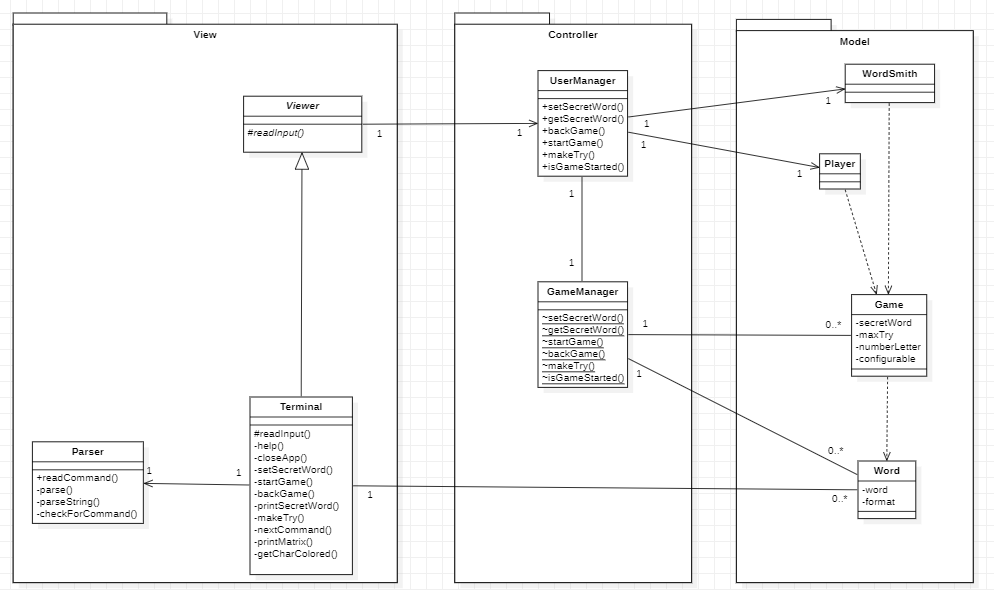 View
Viewer
#readInput()
1
1
Terminal
#readInput()
-help()
-closeApp()
-setSecretWord()
-startGame()
-backGame()
-printSecretWord()
-makeTry()
-nextCommand()
-printMatrix()
-getCharColored()
Parser
+readCommand()
-parse()
-parseString()
-checkForCommand()
1
1
1
Controller
UserManager
+setSecretWord()
+getSecretWord()
+backGame()
+startGame()
+makeTry()
+isGameStarted()
1
1
1
1
GameManager
~setSecretWord()
~getSecretWord()
~startGame()
~backGame()
~makeTry()
~isGameStarted()
1
1
Model
WordSmith
1
Player
1
Game
-secretWord
-maxTry
-numberLetter
-configurable
0..*
Word
-word
-format
0..*
0..*